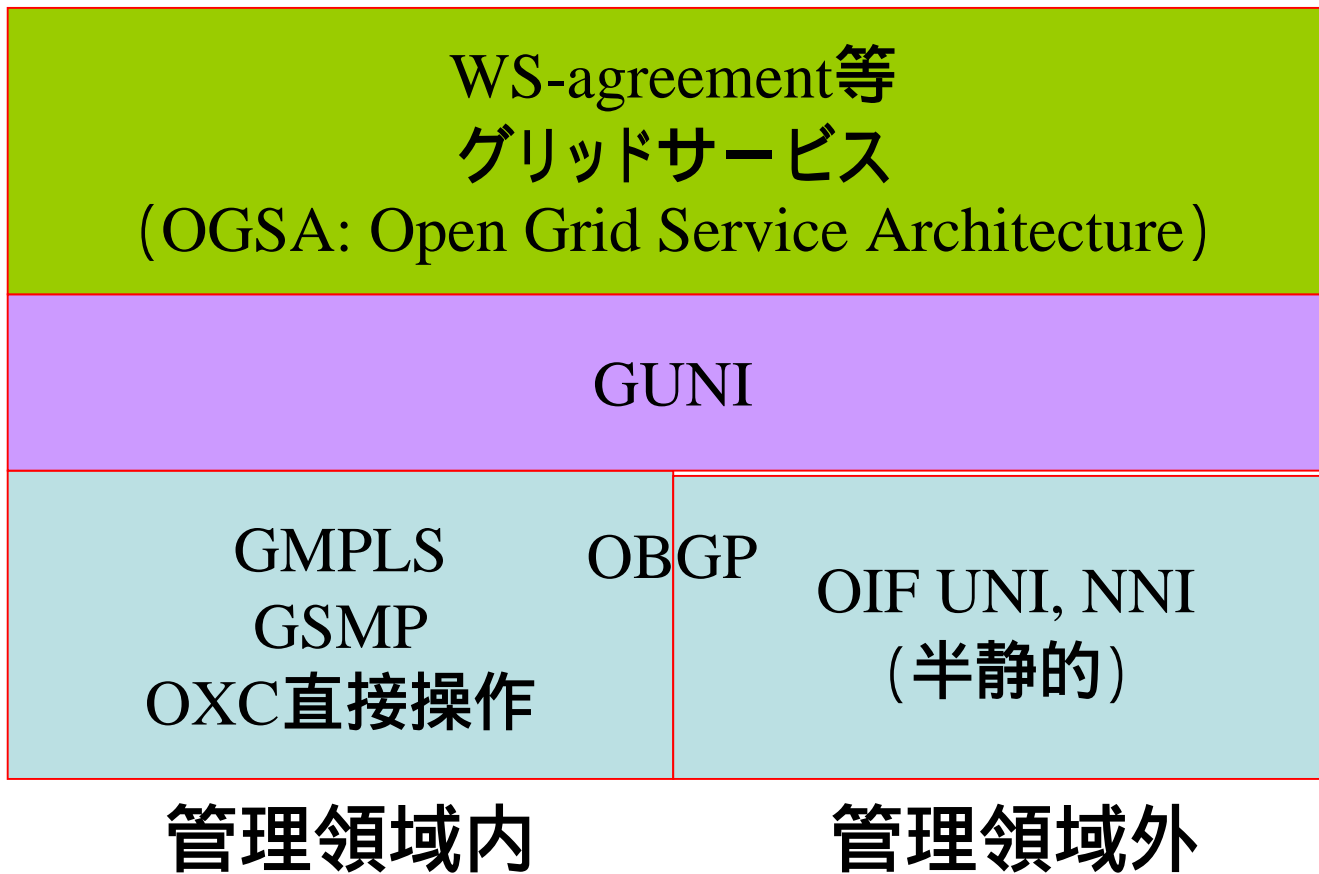 WS-agreement等
グリッドサービス
（OGSA: Open Grid Service Architecture）
GUNI
GMPLS
GSMP
OXC直接操作
OBGP
OIF UNI, NNI
（半静的）
管理領域内
管理領域外